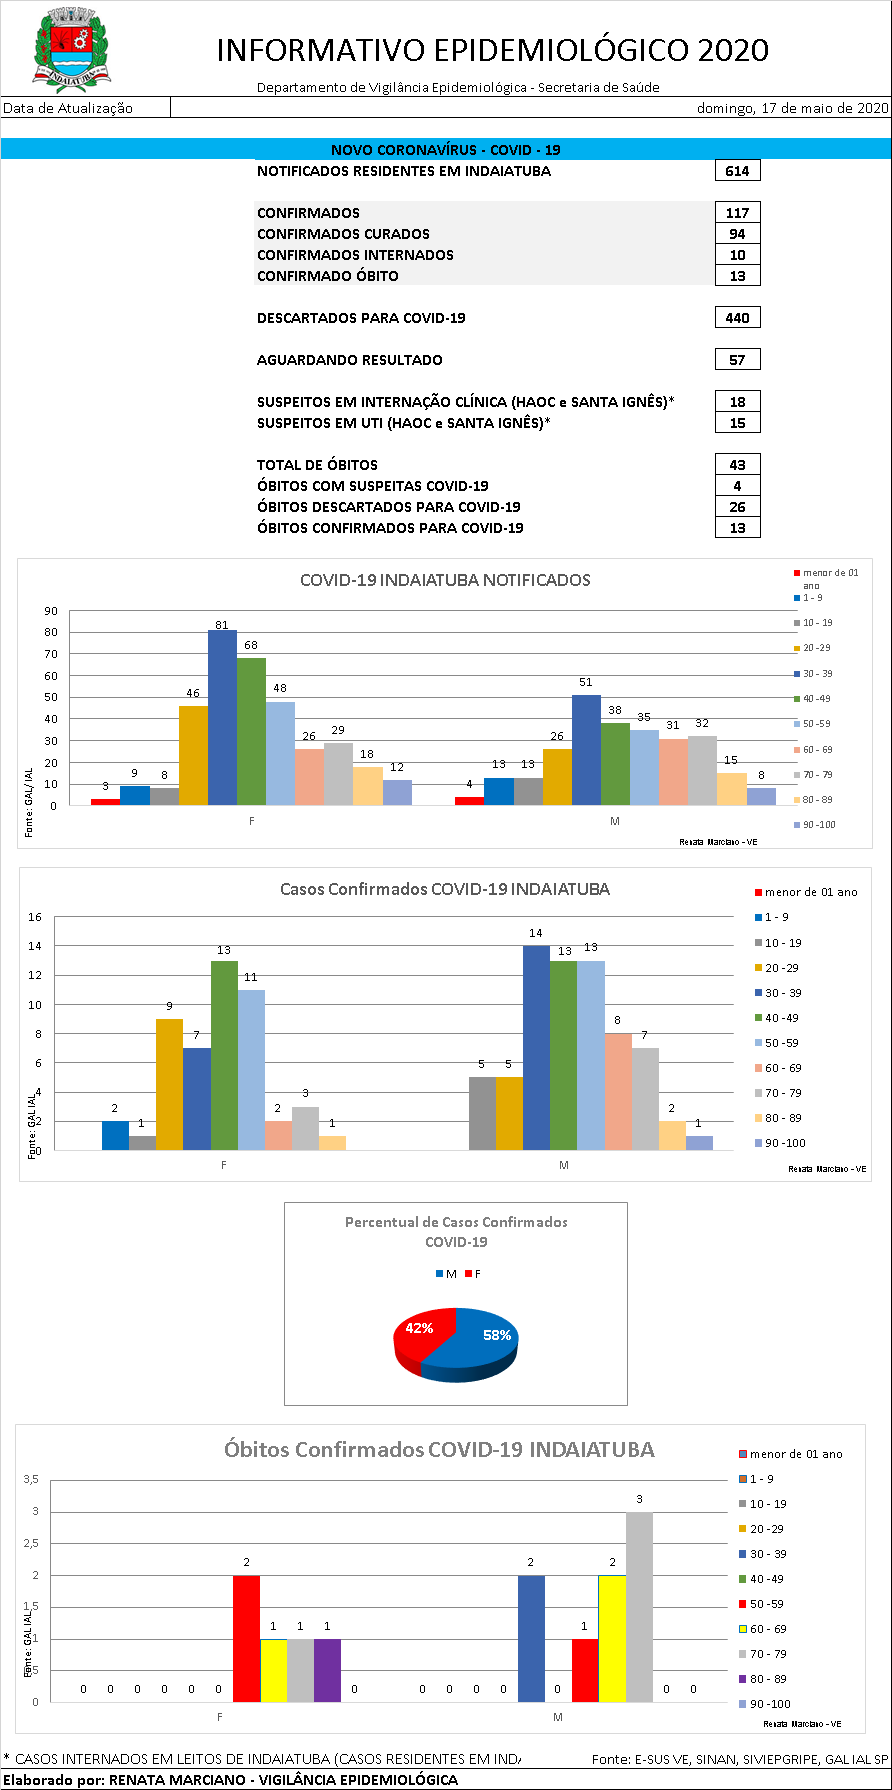 INDAIATUBA
INFORMATIVO EPIDEMIOLÓGICO 2020
Departamento de Vigilância Epidemiológica - Secretaria de Saúde
Data de Atualização domingo, 17 de maio de 2020
NOVO CORONAVÍRUS - COVID - 19
NOTIFICADOS RESIDENTES EM INDAIATUBA 614
CONFIRMADOS 117
CONFIRMADOS CURADOS 94
CONFIRMADOS INTERNADOS 10
CONFIRMADO ÓBITO 13
DESCARTADOS PARA COVID-19 440
AGUARDANDO RESULTADO 57
SUSPEITOS EM INTERNAÇÃO CLÍNICA (HAOC e SANTA IGNÊS)* 18
SUSPEITOS EM UTI (HAOC e SANTA IGNÊS)* 15
TOTAL DE ÓBITOS 43
ÓBITOS COM SUSPEITAS COVID-19 4
ÓBITOS DESCARTADOS PARA COVID-19 26
ÓBITOS CONFIRMADOS PARA COVID-19 13
COVID-19 INDAIATUBA NOTIFICADOS
90
80
70
60
50
40
30
20
10
0
3 9 8 46 81 68 48 26 29 18 12
4 13 13 26 51 38 35 31 32 15 8
F M
Fonte: GAL/ IAL
menor de 01 ano
1 - 9
10 - 19
20 -29
30 - 39
40 -49
50 -59
60 - 69
70 - 79
80 - 89
90 -100
Renata Marciano - VE
Casos Confirmados COVID-19 INDAIATUBA
16
14
12
10
8
6
4
2
0
2 1 9 7 13 11 2 3 1
5 5 14 13 13 8 7 2 1
F M
Fonte: GAL IAL
menor de 01 ano
1 - 9
10 - 19
20 -29
30 - 39
40 -49
50 -59
60 - 69
70 - 79
80 - 89
90 -100
Renata Marciano - VE
Percentual de Casos Confirmados
COVID-19
M F
42% 58%
Óbitos Confirmados COVID-19 INDAIATUBA
3,5
3
2,5
2
1,5
1
0,5
0
0 0 0 0 0 0 2 1 1 1 0
0 0 0 0 2 0 1 2 3 0 0
F M
Fonte: GAL IAL
menor de 01 ano
1 - 9
10 - 19
20 -29
30 - 39
40 -49
50 -59
60 - 69
70 - 79
80 - 89
90 -100
Renata Marciano - VE
* CASOS INTERNADOS EM LEITOS DE INDAIATUBA (CASOS RESIDENTES EM INDA Fonte: E-SUS VE, SINAN, SIVIEPGRIPE, GAL IAL SP
Elaborado por: RENATA MARCIANO - VIGILÂNCIA EPIDEMIOLÓGICA